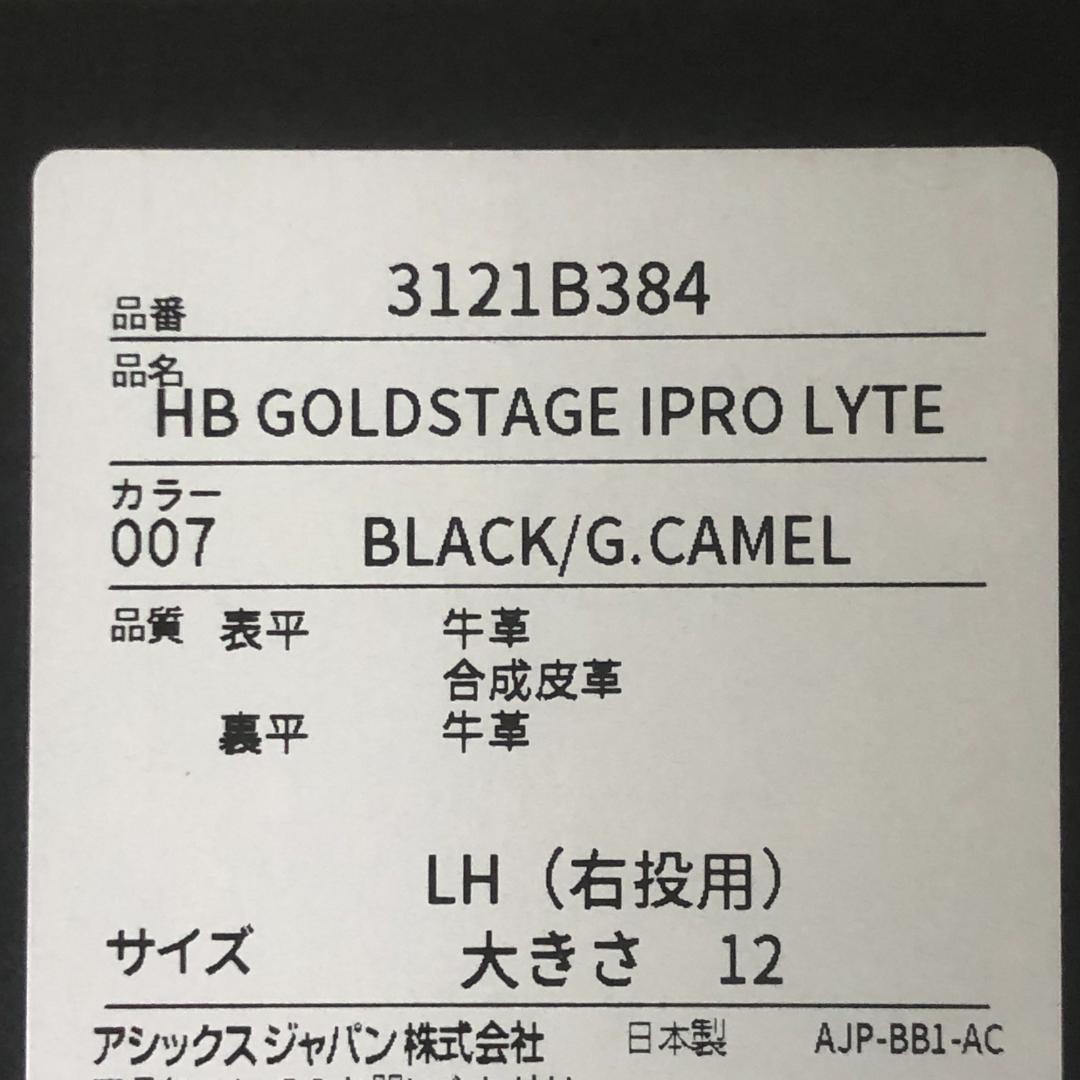 品番 3121B384
品名
HB GOLDSTAGE IPRO LYTE
カラー
007 BLACK/G.CAMEL
品質 表平 牛革
合成皮革
裏平 牛革
LH（右投用）
サイズ 大きさ 12
アシックスジャパン株式会社 日本製 AJP-BB1-AC